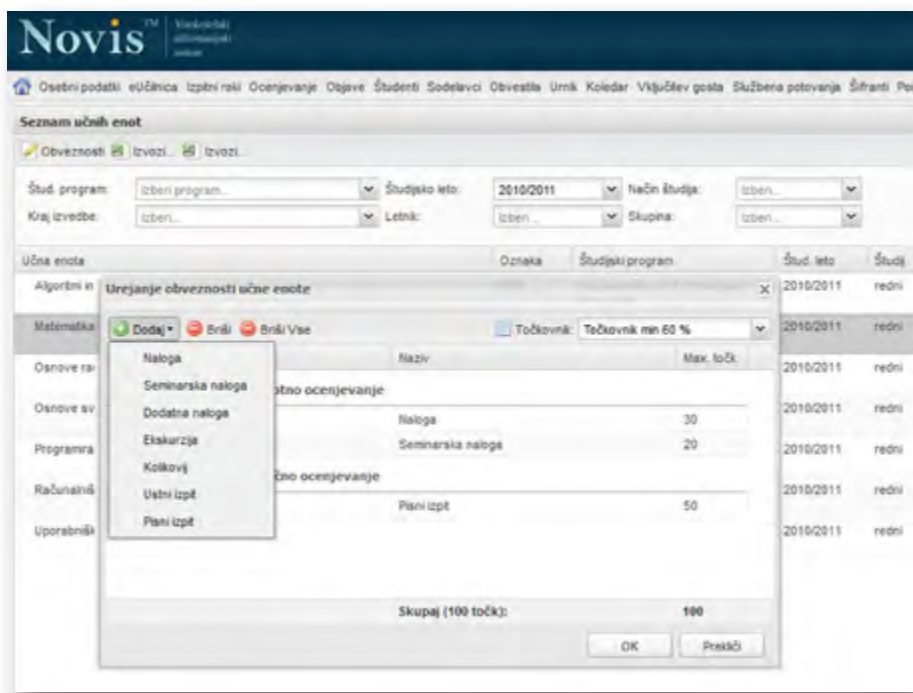 Novis™
Osebni podatki eUčilnica Izpitni roki Ocenjevanje Objave Študenti Sodelavci Obvestila Urnik Koledar Vključitev gosta Službena potovanja Šifranti
Seznam učnih enot
Obveznosti Izvozi... Izvozi...
Štud. program: Izberi program... Študijsko leto: 2010/2011 Način študija: Izberi...
Kraj izvedbe: Izberi... Letnik: Izberi... Skupina: Izberi...
Učna enota Oznaka Študijski program Štud. leto Študij
Algoritmi in 2010/2011 redni
Urejanje obveznosti učne enote
Matematika 2010/2011 redni
Dodaj Briši Briši Vse Točkovnik: Točkovnik min 60 %
Naziv Max. točk
Naloga
Seminarska naloga
Dodatna naloga
Ekskurzija
Kolikovij
Ustni izpit
Pisni izpit
otno ocenjevanje
Naloga 30
Seminarska naloga 20
čno ocenjevanje
Pisni izpit 50
Osnove ra 2010/2011 redni
Osnove sv 2010/2011 redni
Programira 2010/2011 redni
Računalniš 2010/2011 redni
Uporabnišk 2010/2011 redni
Skupaj (100 točk): 100
OK Prekliči